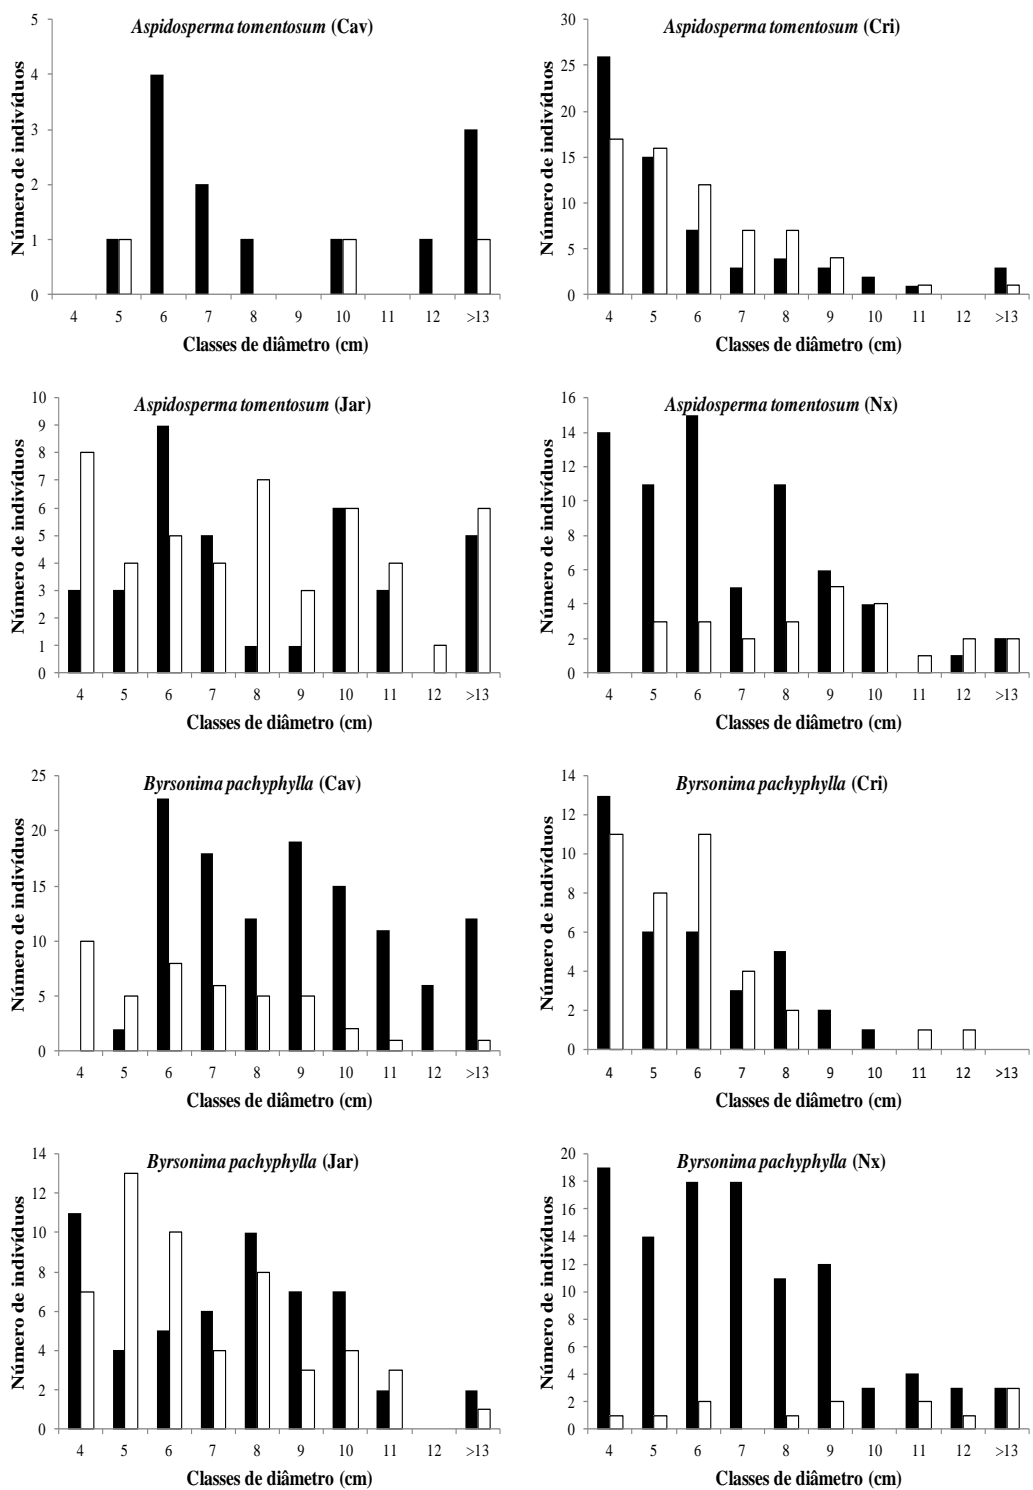 Aspidosperma tomentosum (Cav)
Número de indivíduos
5
4
3
2
1
0
4 5 6 7 8 9 10 11 12 >13
Classes de diâmetro (cm)
Aspidosperma tomentosum (Cri)
Número de indivíduos
30
25
20
15
10
5
0
4 5 6 7 8 9 10 11 12 >13
Classes de diâmetro (cm)
Aspidosperma tomentosum (Jar)
Número de indivíduos
10
9
8
7
6
5
4
3
2
1
0
4 5 6 7 8 9 10 11 12 >13
Classes de diâmetro (cm)
Aspidosperma tomentosum (Nx)
Número de indivíduos
16
14
12
10
8
6
4
2
0
4 5 6 7 8 9 10 11 12 >13
Classes de diâmetro (cm)
Byrsonima pachyphylla (Cav)
Número de indivíduos
25
20
15
10
5
0
4 5 6 7 8 9 10 11 12 >13
Classes de diâmetro (cm)
Byrsonima pachyphylla (Cri)
Número de indivíduos
14
12
10
8
6
4
2
0
4 5 6 7 8 9 10 11 12 >13
Classes de diâmetro (cm)
Byrsonima pachyphylla (Jar)
Número de indivíduos
14
12
10
8
6
4
2
0
4 5 6 7 8 9 10 11 12 >13
Classes de diâmetro (cm)
Byrsonima pachyphylla (Nx)
Número de indivíduos
20
18
16
14
12
10
8
6
4
2
0
4 5 6 7 8 9 10 11 12 >13
Classes de diâmetro (cm)